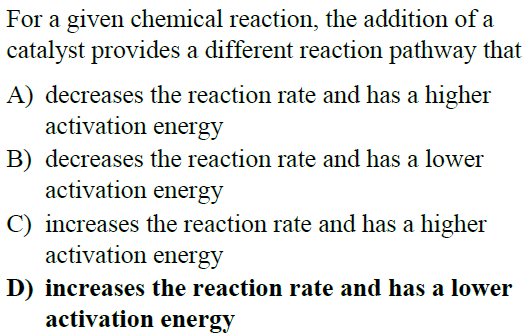 For a given chemical reaction, the addition of a
catalyst provides a different reaction pathway that
A) decreases the reaction rate and has a higher
activation energy
B) decreases the reaction rate and has a lower
activation energy
C) increases the reaction rate and has a higher
activation energy
D) increases the reaction rate and has a lower
activation energy